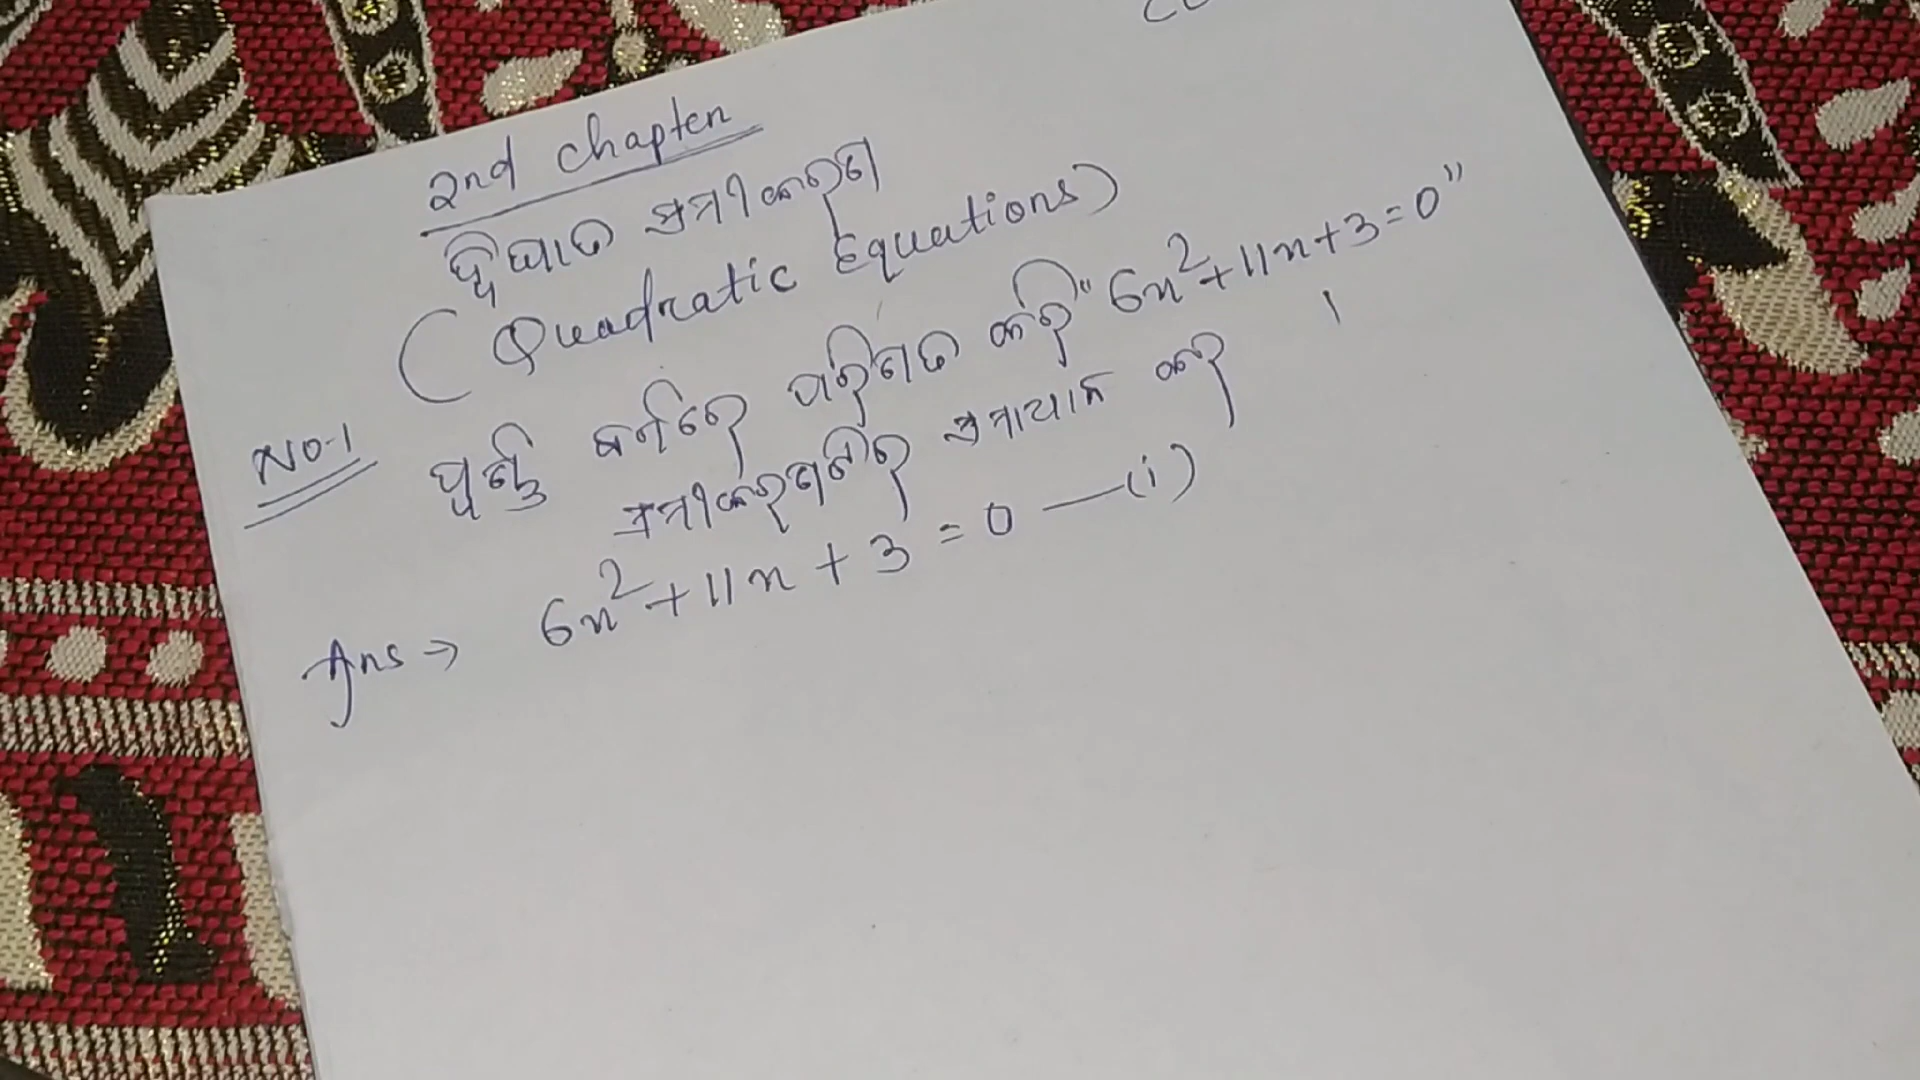 2nd Chapter
ଦ୍ୱିଘାତ ସମୀକରଣ
(Quadratic Equations)
NO-1 ପୂର୍ଣ୍ଣ ବର୍ଗରେ ପରିଣତ କରି "6x²+11x+3=0"
ସମୀକରଣଟିର ସମାଧାନ କର ।
Ans → 6x²+11x+3=0 —(i)